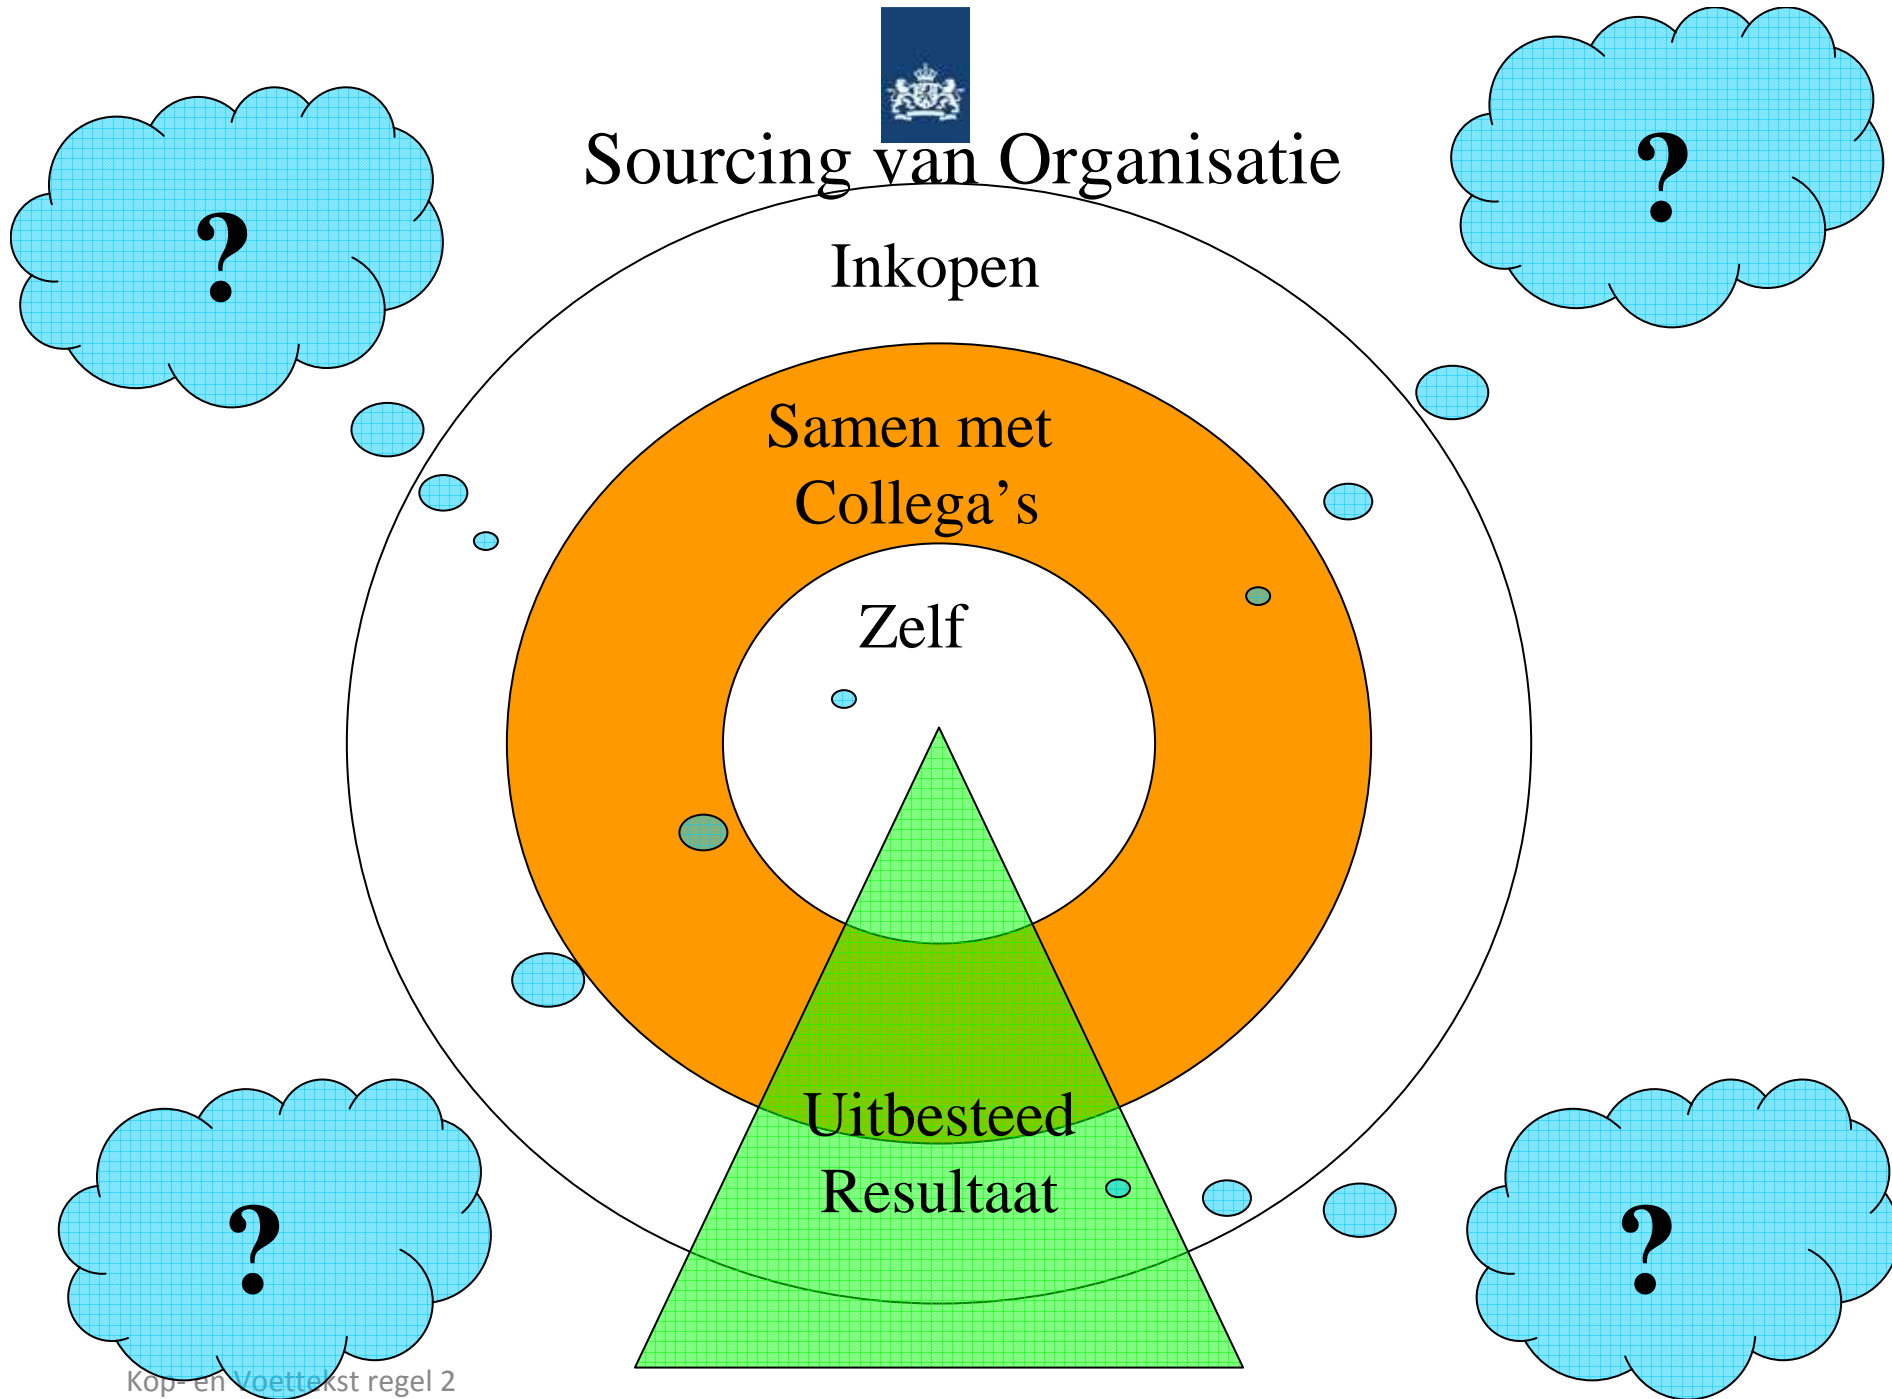 Sourcing van Organisatie
?
?
Inkopen
Samen met
Collega’s
Zelf
Uitbesteed
Resultaat
?
?
Kop- en Voettekst regel 2